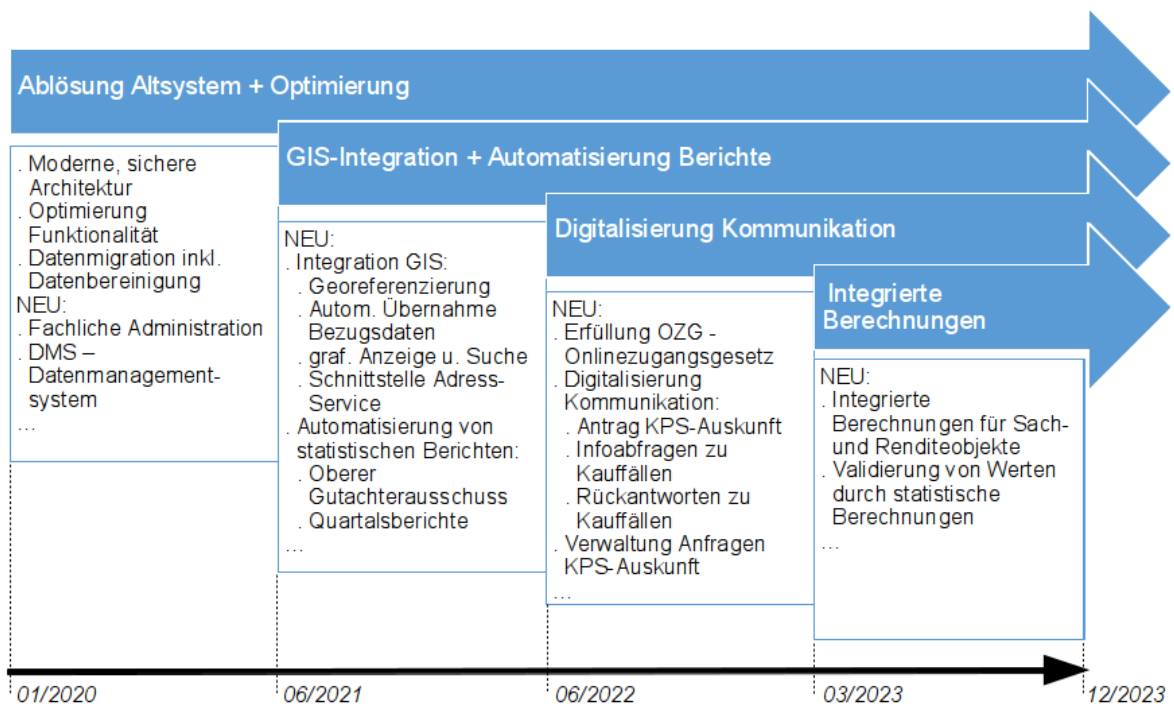 Ablösung Altsystem + Optimierung
. Moderne, sichere
Architektur
. Optimierung
Funktionalität
. Datenmigration inkl.
Datenbereinigung
NEU:
. Fachliche Administration
. DMS –
Datenmanagement-
system
...
GIS-Integration + Automatisierung Berichte
NEU:
. Integration GIS:
. Georeferenzierung
. Autom. Übernahme
Bezugsdaten
. graf. Anzeige u. Suche
. Schnittstelle Adress-
Service
. Automatisierung von
statistischen Berichten:
. Oberer
Gutachterausschuss
. Quartalsberichte
...
Digitalisierung Kommunikation
NEU:
. Erfüllung OZG -
Onlinezugangsgesetz
. Digitalisierung
Kommunikation:
. Antrag KPS-Auskunft
. Infoabfragen zu
Kauffällen
. Rückantworten zu
Kauffällen
. Verwaltung Anfragen
KPS-Auskunft
...
Integrierte
Berechnungen
NEU:
. Integrierte
Berechnungen für Sach-
und Renditeobjekte
. Validierung von Werten
durch statistische
Berechnungen
...
01/2020
06/2021
06/2022
03/2023
12/2023